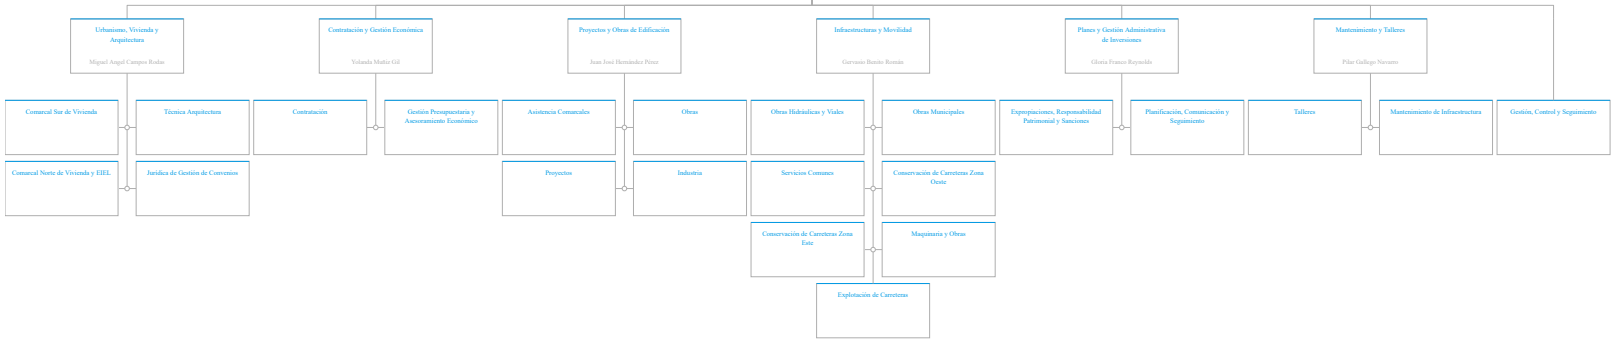 Urbanismo, Vivienda y
Arquitectura
Miguel Angel Campos Rodas
Contratación y Gestión Económica
Yolanda Muñiz Gil
Proyectos y Obras de Edificación
Juan José Hernández Pérez
Infraestructuras y Movilidad
Gervasio Benito Román
Planes y Gestión Administrativa
de Inversiones
Gloria Franco Reynolds
Mantenimiento y Talleres
Pilar Gallego Navarro
Comarcal Sur de Vivienda
Técnica Arquitectura
Contratación
Gestión Presupuestaria y
Asesoramiento Económico
Asistencia Comarcales
Obras
Obras Hidráulicas y Viales
Obras Municipales
Expropiaciones, Responsabilidad
Patrimonial y Sanciones
Planificación, Comunicación y
Seguimiento
Talleres
Mantenimiento de Infraestructura
Gestión, Control y Seguimiento
Comarcal Norte de Vivienda y EIEL
Jurídica de Gestión de Convenios
Proyectos
Industria
Servicios Comunes
Conservación de Carreteras Zona
Oeste
Conservación de Carreteras Zona
Este
Maquinaria y Obras
Explotación de Carreteras